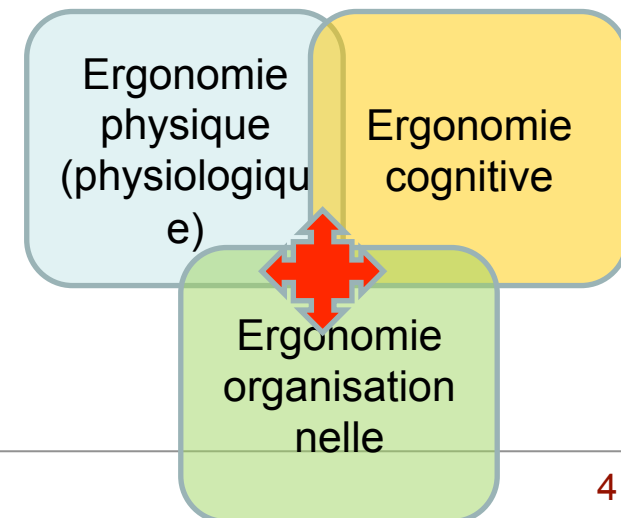 Ergonomie
physique
(physiologiqu
e)
Ergonomie
cognitive
Ergonomie
organisation
nelle
4